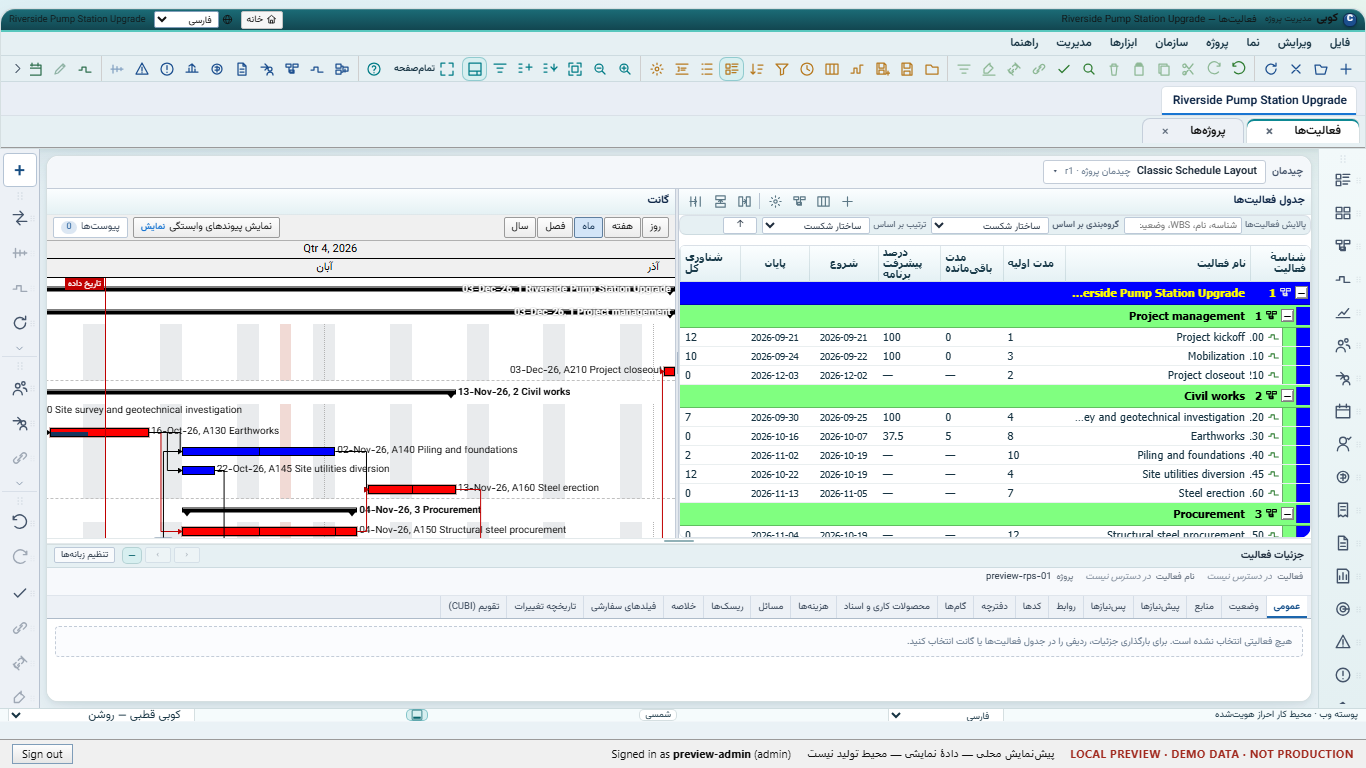 کوبی مدیریت پروژه فعالیت‌ها — Riverside Pump Station Upgrade
خانه
فارسی
Riverside Pump Station Upgrade
فایل ویرایش نما پروژه سازمان ابزارها مدیریت راهنما
تمام‌صفحه
Riverside Pump Station Upgrade
فعالیت‌ها ×
پروژه‌ها ×
چیدمان Classic Schedule Layout چیدمان پروژه · r1
جدول فعالیت‌ها
پالایش فعالیت‌ها شناسه، نام، WBS، وضعیت گروه‌بندی بر اساس ساختار شکست ترتیب بر اساس ساختار شکست ↑
شناسهٔ فعالیت نام فعالیت مدت اولیه مدت باقی‌مانده درصد پیشرفت برنامه شروع پایان شناوری کل
1 erside Pump Station Upgrade...
1 Project management
.00 Project kickoff 1 0 100 2026-09-21 2026-09-21 12
.10 Mobilization 3 0 100 2026-09-22 2026-09-24 10
!10 Project closeout 2 — — 2026-12-02 2026-12-03 0
2 Civil works
.20 ey and geotechnical investigation... 4 0 100 2026-09-25 2026-09-30 7
.30 Earthworks 8 5 37.5 2026-10-07 2026-10-16 0
.40 Piling and foundations 10 — — 2026-10-19 2026-11-02 2
.45 Site utilities diversion 4 — — 2026-10-19 2026-10-22 12
.60 Steel erection 7 — — 2026-11-05 2026-11-13 0
3 Procurement
.50 Structural steel procurement 12 — — 2026-10-19 2026-11-04 0
گانت
روز هفته ماه فصل سال
نمایش پیوندهای وابستگی نمایش
پیوست‌ها 0
Qtr 4, 2026
آذر آبان
تاریخ داده
03-Dec-26, 1 Riverside Pump Station Upgrade
03-Dec-26, 1 Project management
03-Dec-26, A210 Project closeout
13-Nov-26, 2 Civil works
0 Site survey and geotechnical investigation
16-Oct-26, A130 Earthworks
02-Nov-26, A140 Piling and foundations
22-Oct-26, A145 Site utilities diversion
13-Nov-26, A160 Steel erection
04-Nov-26, 3 Procurement
04-Nov-26, A150 Structural steel procurement
جزئیات فعالیت
تنظیم زبانه‌ها
فعالیت در دسترس نیست نام فعالیت در دسترس نیست پروژه preview-rps-01
عمومی وضعیت منابع پیش‌نیازها پس‌نیازها روابط کدها دفترچه گام‌ها محصولات کاری و اسناد هزینه‌ها مسائل ریسک‌ها خلاصه فیلدهای سفارشی تاریخچه تغییرات تقویم (CUBI)
هیچ فعالیتی انتخاب نشده است. برای بارگذاری جزئیات، ردیفی را در جدول فعالیت‌ها یا گانت انتخاب کنید.
پوسته وب · محیط کار احراز هویت‌شده
فارسی
شمسی
کوبی قطبی — روشن
LOCAL PREVIEW · DEMO DATA · NOT PRODUCTION
پیش‌نمایش محلی — دادهٔ نمایشی — محیط تولید نیست
Signed in as preview-admin (admin)
Sign out